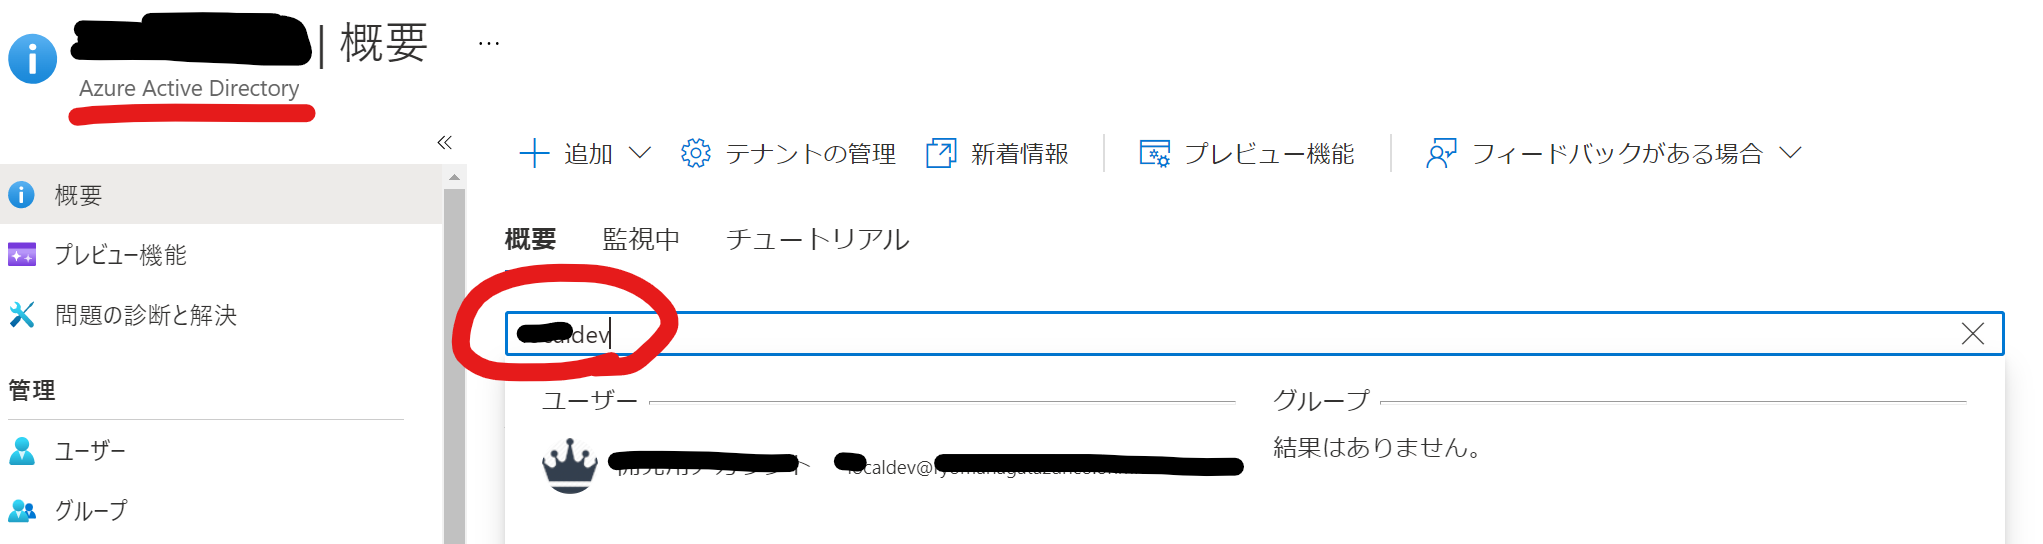 | 概要 …
Azure Active Directory
«
追加
テナントの管理
新着情報
プレビュー機能
フィードバックがある場合
概要
プレビュー機能
問題の診断と解決
管理
ユーザー
グループ
概要
監視中
チュートリアル
dev
ユーザー
グループ
caldev@
結果はありません。